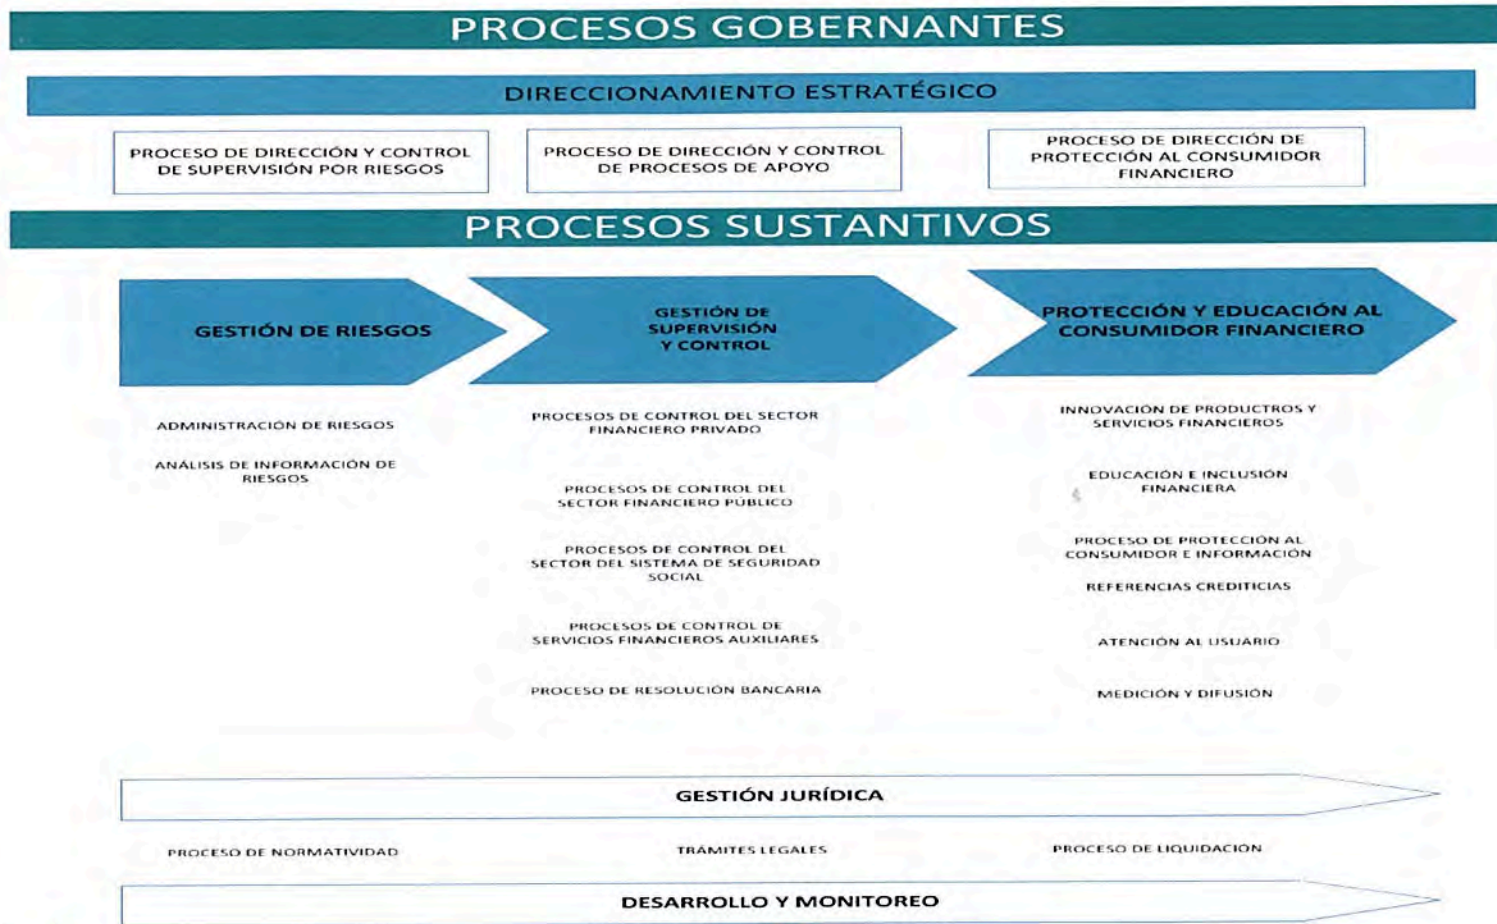 PROCESOS GOBERNANTES
DIRECCIONAMIENTO ESTRATÉGICO
PROCESO DE DIRECCIÓN Y CONTROL
DE SUPERVISIÓN POR RIESGOS
PROCESO DE DIRECCIÓN Y CONTROL
DE PROCESOS DE APOYO
PROCESO DE DIRECCIÓN DE
PROTECCIÓN AL CONSUMIDOR
FINANCIERO
PROCESOS SUSTANTIVOS
GESTIÓN DE RIESGOS
GESTIÓN DE
SUPERVISIÓN
Y CONTROL
PROTECCIÓN Y EDUCACIÓN AL
CONSUMIDOR FINANCIERO
ADMINISTRACIÓN DE RIESGOS
ANÁLISIS DE INFORMACIÓN DE
RIESGOS
PROCESOS DE CONTROL DEL SECTOR
FINANCIERO PRIVADO
PROCESOS DE CONTROL DEL
SECTOR FINANCIERO PÚBLICO
PROCESOS DE CONTROL DEL
SECTOR DEL SISTEMA DE SEGURIDAD
SOCIAL
PROCESOS DE CONTROL DE
SERVICIOS FINANCIEROS AUXILIARES
PROCESO DE RESOLUCIÓN BANCARIA
INNOVACIÓN DE PRODUCTROS Y
SERVICIOS FINANCIEROS
EDUCACIÓN E INCLUSIÓN
FINANCIERA
PROCESO DE PROTECCIÓN AL
CONSUMIDOR E INFORMACIÓN
REFERENCIAS CREDITICIAS
ATENCIÓN AL USUARIO
MEDICIÓN Y DIFUSIÓN
GESTIÓN JURÍDICA
PROCESO DE NORMATIVIDAD
TRÁMITES LEGALES
PROCESO DE LIQUIDACIÓN
DESARROLLO Y MONITOREO